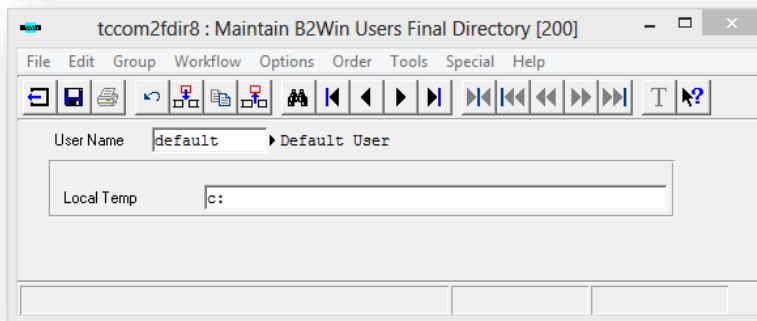 tccom2fdir8 : Maintain B2Win Users Final Directory [200]
File Edit Group Workflow Options Order Tools Special Help
T ?
User Name default Default User
Local Temp c: